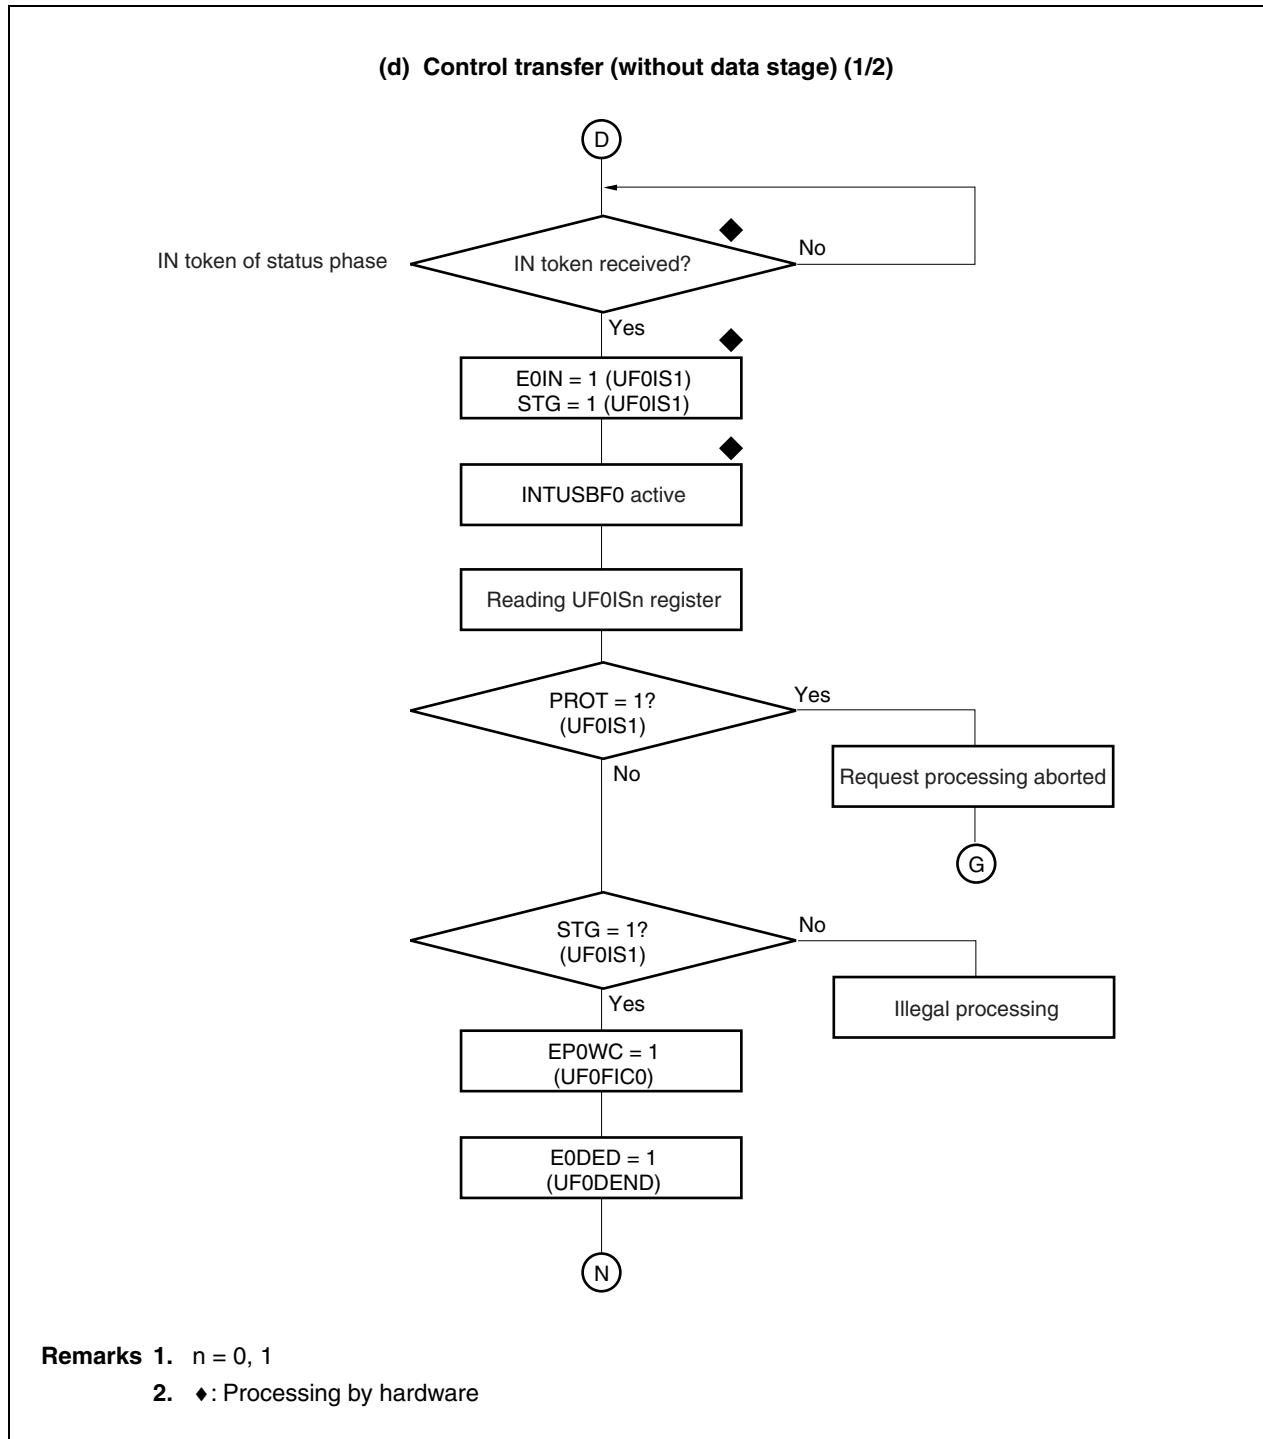 (d) Control transfer (without data stage) (1/2)
D
IN token of status phase
IN token received?
No
Yes
E0IN = 1 (UF0IS1)
STG = 1 (UF0IS1)
INTUSBF0 active
Reading UF0ISn register
PROT = 1?
(UF0IS1)
Yes
No
Request processing aborted
G
STG = 1?
(UF0IS1)
No
Yes
Illegal processing
EP0WC = 1
(UF0FIC0)
E0DED = 1
(UF0DEND)
N
Remarks 1. n = 0, 1
2. ♦: Processing by hardware